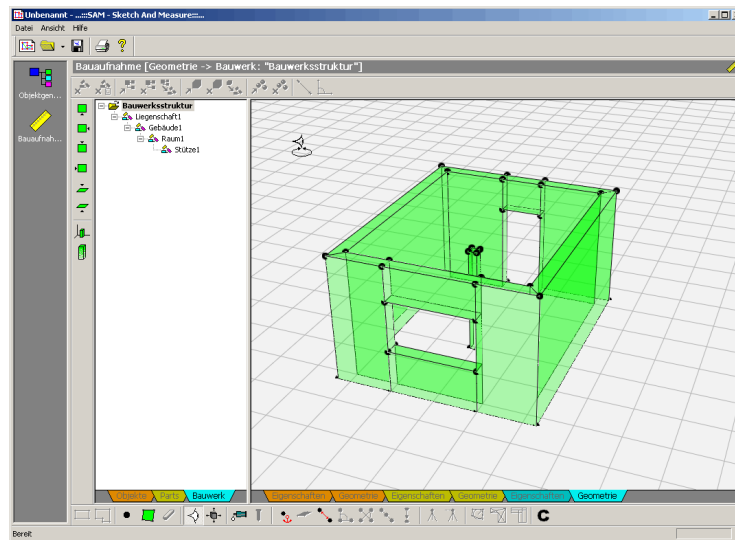 Unbenannt - ...:::SAM - Sketch And Measure:::...
Datei Ansicht Hilfe
Bauaufnahme [Geometrie -> Bauwerk: "Bauwerksstruktur"]
Objektgen...
Bauaufnah...
Bauwerksstruktur
Liegenschaft1
Gebäude1
Raum1
Stütze1
Objekte Parts Bauwerk
Eigenschaften Geometrie Eigenschaften Geometrie Eigenschaften Geometrie
C
Bereit